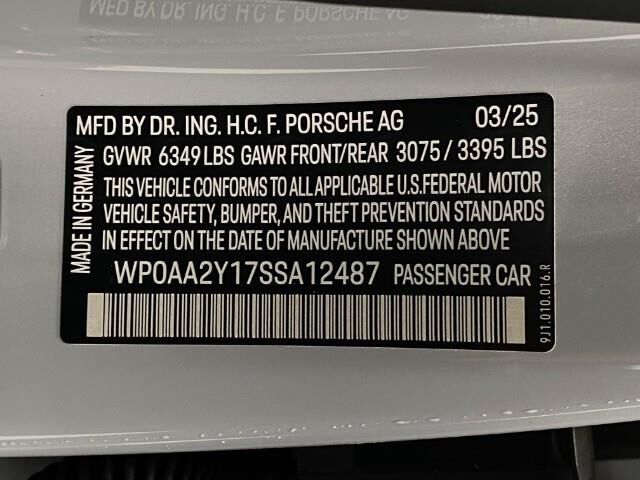 MFD BY DR. ING. H.C. F. PORSCHE AG 03/25
GVWR 6349 LBS GAWR FRONT/REAR 3075 / 3395 LBS
THIS VEHICLE CONFORMS TO ALL APPLICABLE U.S.FEDERAL MOTOR
VEHICLE SAFETY, BUMPER, AND THEFT PREVENTION STANDARDS
IN EFFECT ON THE DATE OF MANUFACTURE SHOWN ABOVE
WP0AA2Y17SSA12487 PASSENGER CAR
MADE IN GERMANY
9J1.010.016.R